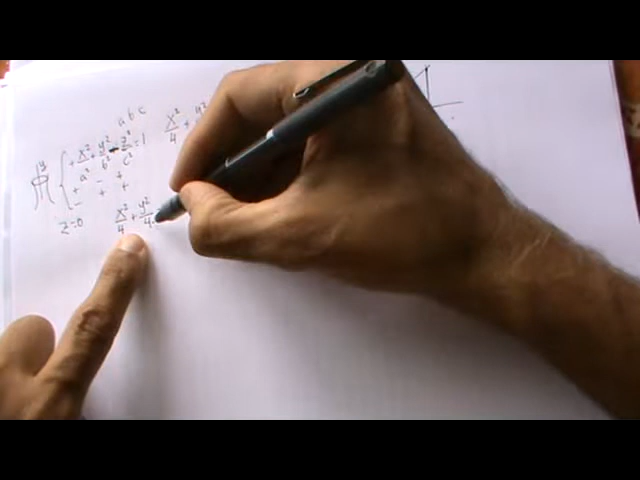 a b c
x²/4 + y²
+ x²/a² + y²/b² - z²/c² = 1
+ - +
- + +
z=0 x²/4 + y²/4